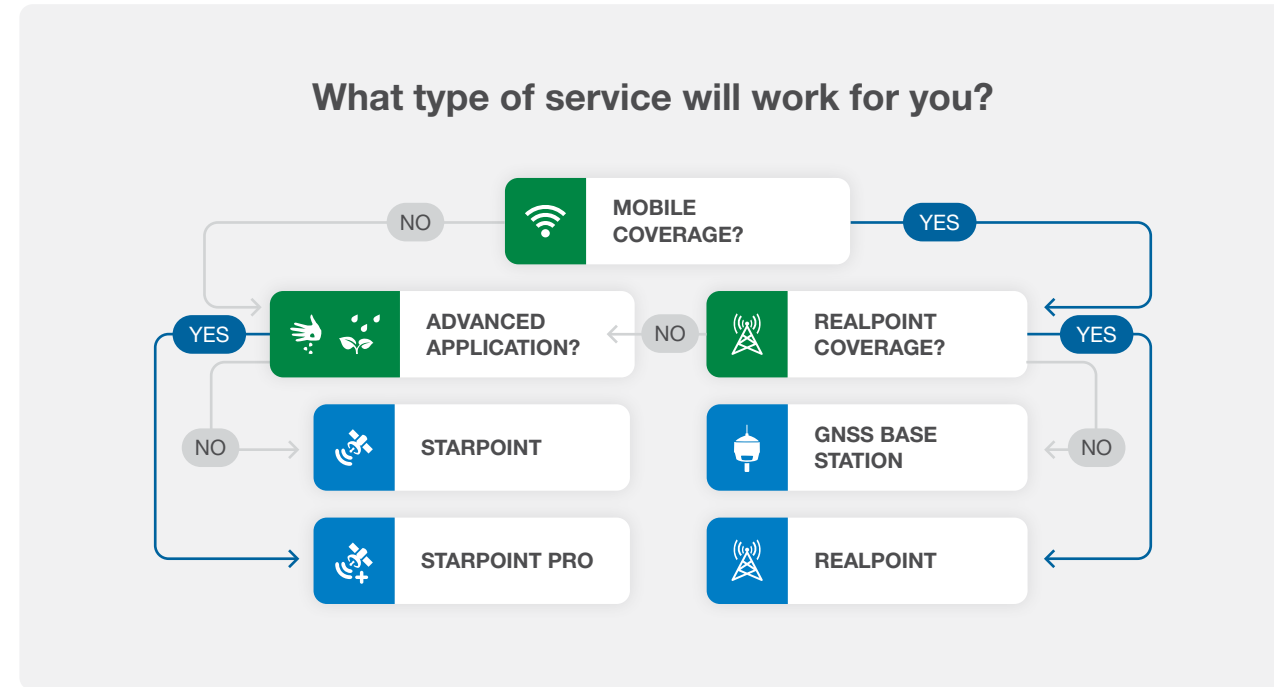 What type of service will work for you?
MOBILE
COVERAGE?
NO
YES
ADVANCED
APPLICATION?
YES
NO
REALPOINT
COVERAGE?
YES
NO
STARPOINT
GNSS BASE
STATION
NO
STARPOINT PRO
REALPOINT